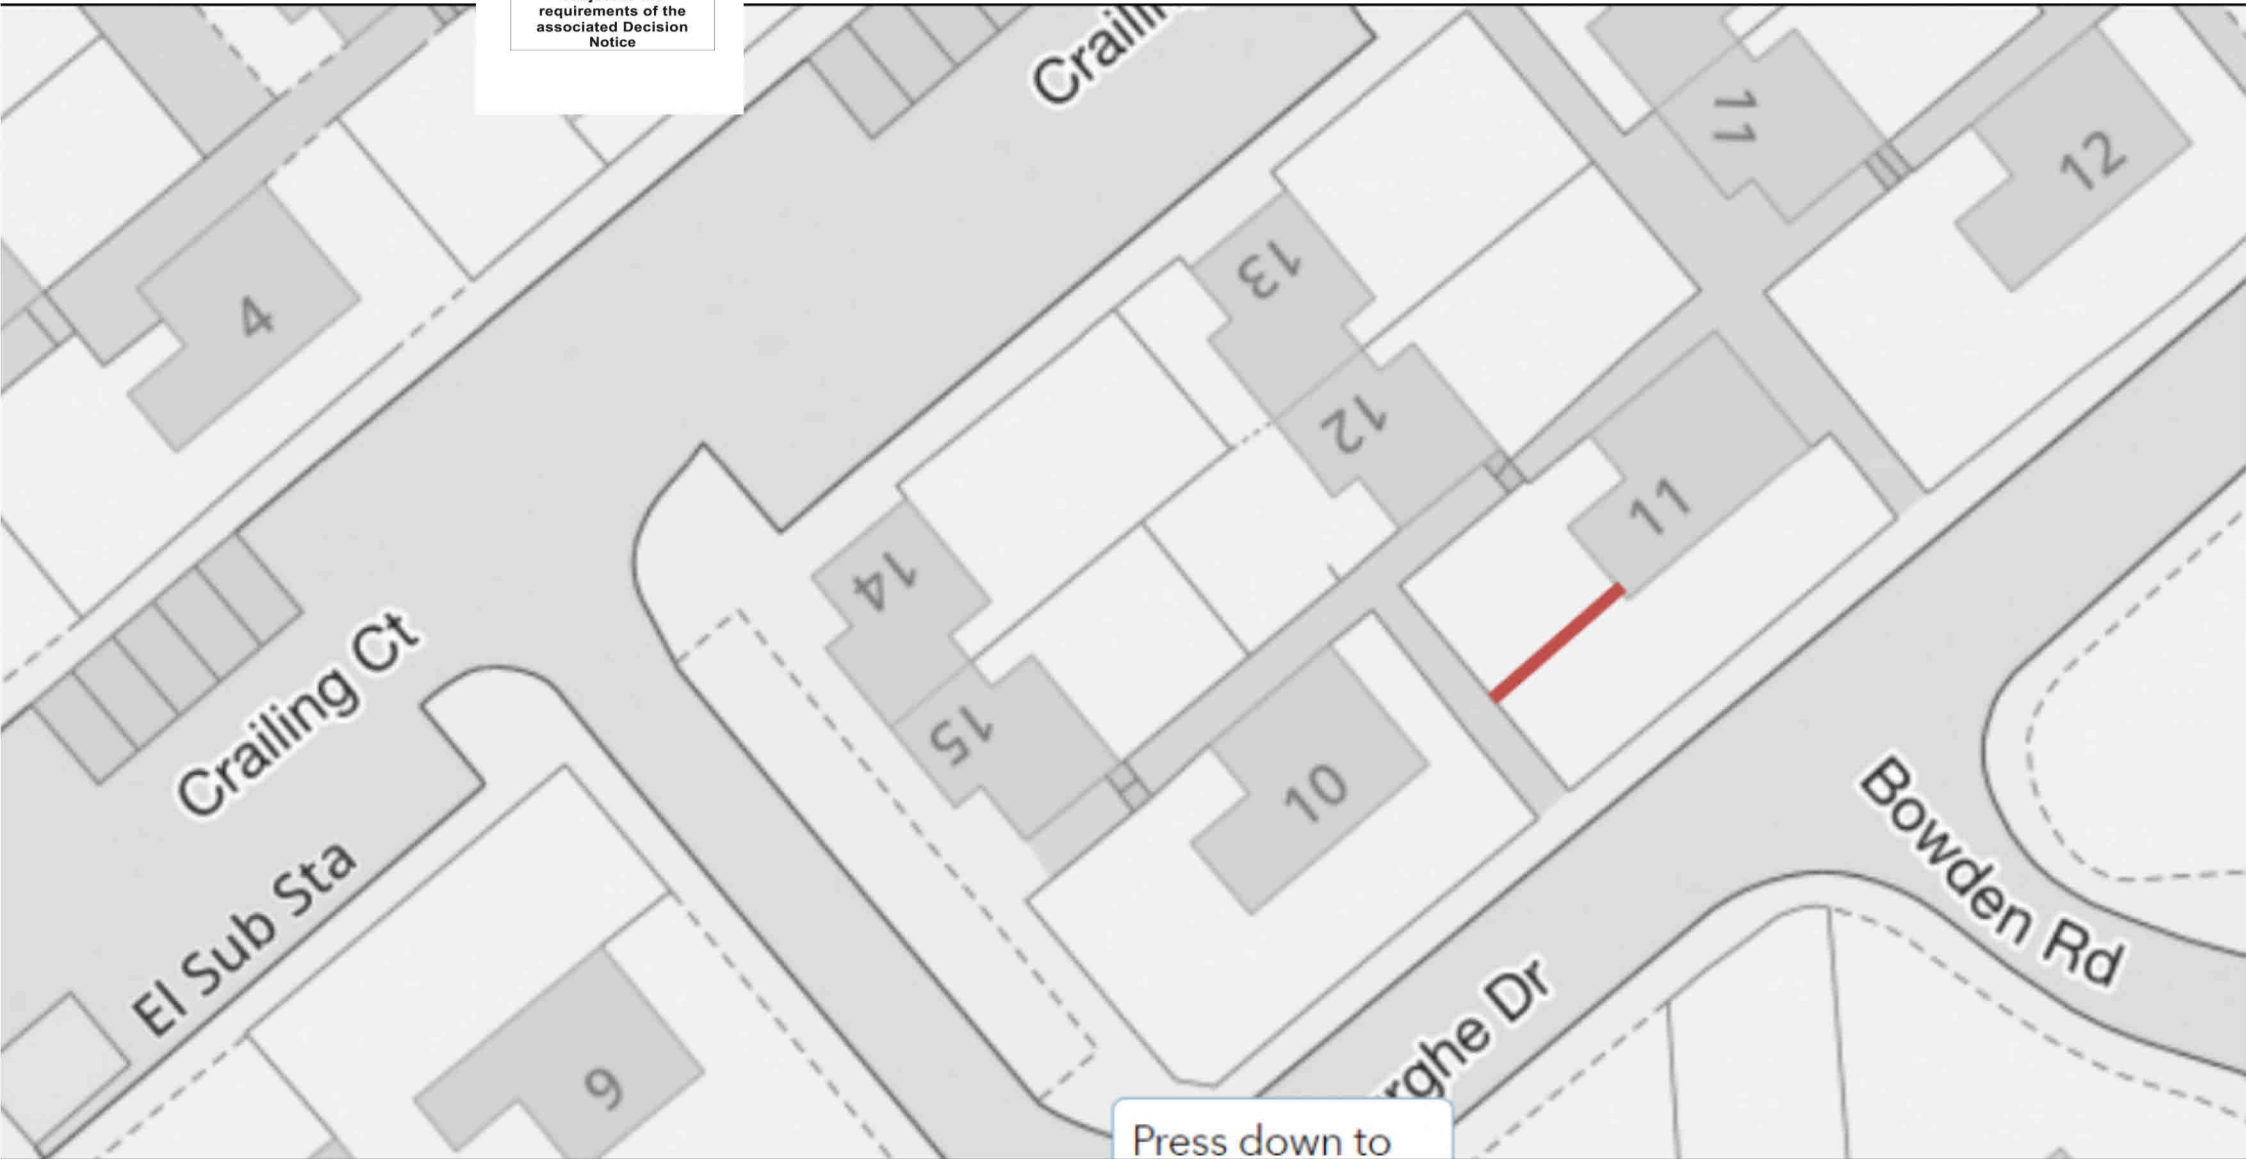 requirements of the
associated Decision
Notice
Craili
11
12
4
13
12
11
14
15
10
Crailing Ct
El Sub Sta
Bowden Rd
rghe Dr
9
Press down to